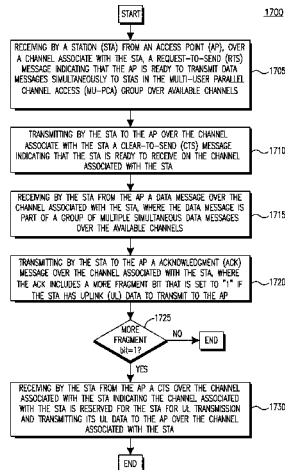 START
1700
RECEIVING BY A STATION (STA) FROM AN ACCESS POINT (AP), OVER
A CHANNEL ASSOCIATE WITH THE STA, A REQUEST-TO-SEND (RTS)
MESSAGE INDICATING THAT THE AP IS READY TO TRANSMIT DATA
MESSAGES SIMULTANEOUSLY TO STAS IN THE MULTI-USER PARALLEL
CHANNEL ACCESS (MU-PCA) GROUP OVER AVAILABLE CHANNELS
1705
TRANSMITTING BY THE STA TO THE AP OVER THE CHANNEL
ASSOCIATE WITH THE STA A CLEAR-TO-SEND (CTS) MESSAGE
INDICATING THAT THE STA IS READY TO RECEIVE ON THE CHANNEL
ASSOCIATED WITH THE STA
1710
RECEIVING BY THE STA FROM THE AP A DATA MESSAGE OVER THE
CHANNEL ASSOCIATED WITH THE STA, WHERE THE DATA MESSAGE IS
PART OF A GROUP OF MULTIPLE SIMULTANEOUS DATA MESSAGES
OVER THE AVAILABLE CHANNELS
1715
TRANSMITTING BY THE STA TO THE AP A ACKNOWLEDGMENT (ACK)
MESSAGE OVER THE CHANNEL ASSOCIATED WITH THE STA, WHERE
THE ACK INCLUDES A MORE FRAGMENT BIT THAT IS SET TO "1" IF
THE STA HAS UPLINK (UL) DATA TO TRANSMIT TO THE AP
1720
1725
MORE
FRAGMENT
bit=1?
NO
END
YES
RECEIVING BY THE STA FROM THE AP A CTS OVER THE CHANNEL
ASSOCIATED WITH THE STA INDICATING THE CHANNEL ASSOCIATED
WITH THE STA IS RESERVED FOR THE STA FOR UL TRANSMISSION
AND TRANSMITTING ITS UL DATA TO THE AP OVER THE CHANNEL
ASSOCIATED WITH THE STA
1730
END